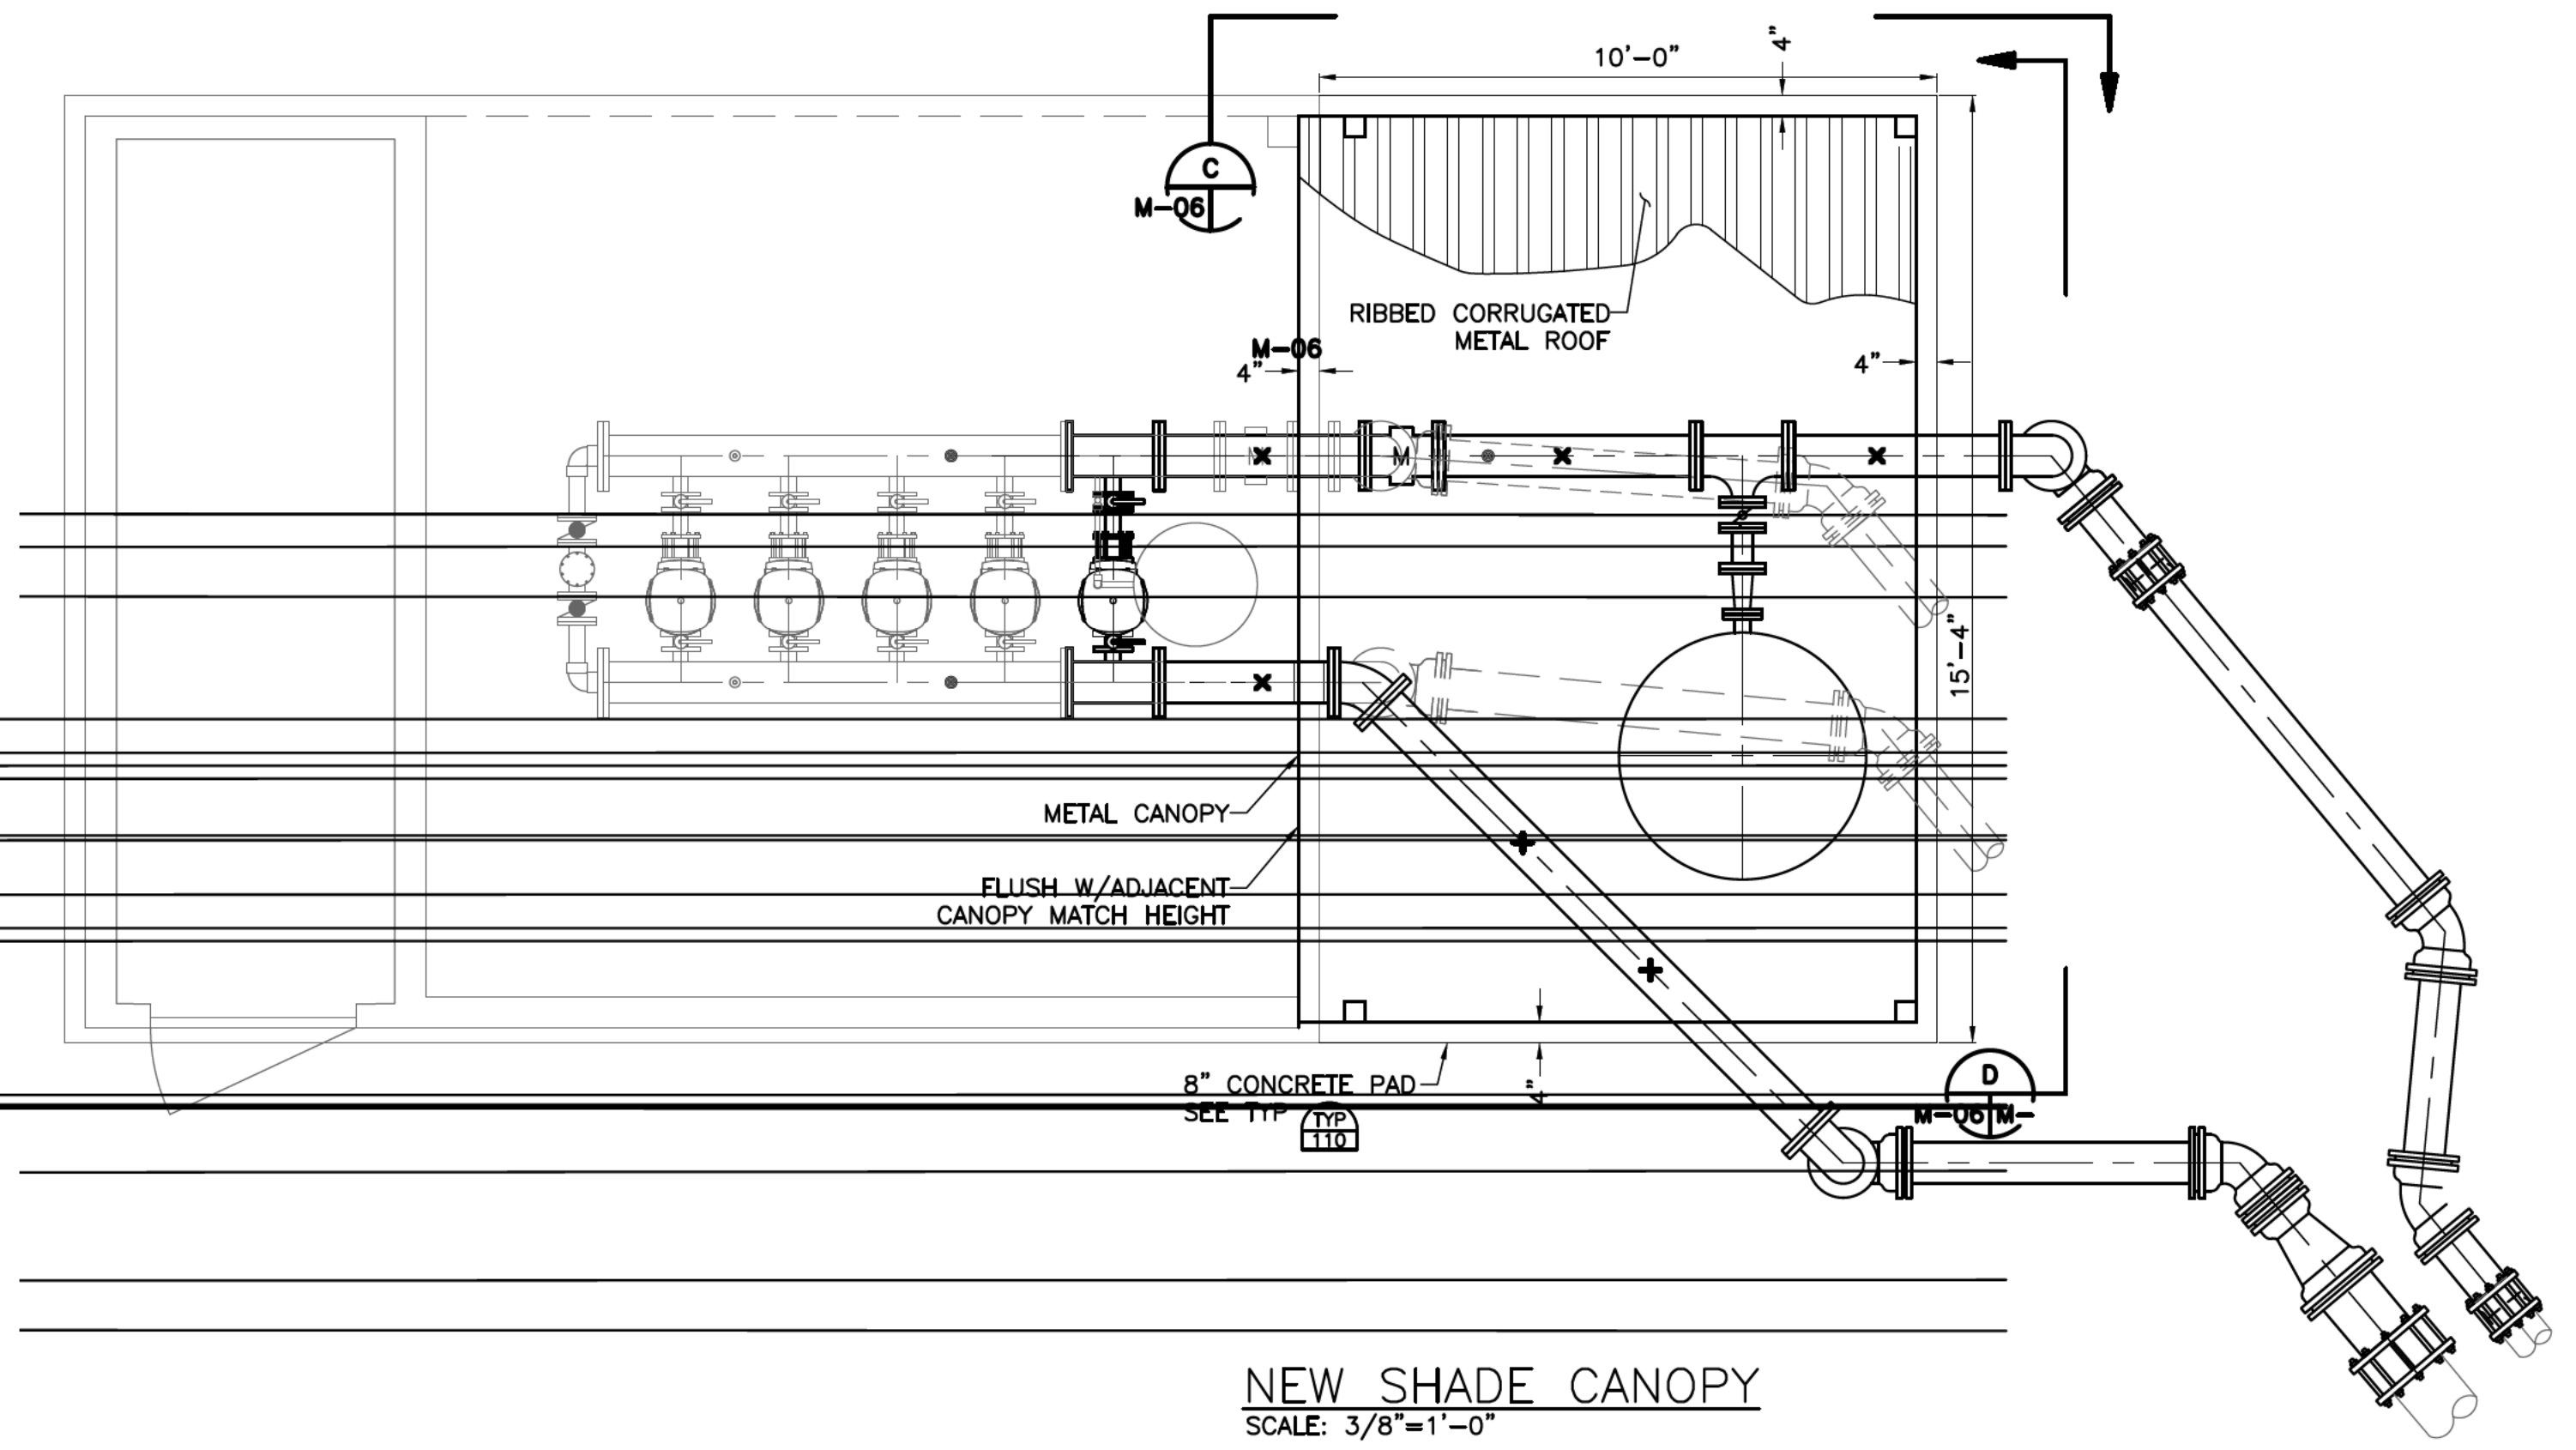 10'-0"
4"
C
M-06
RIBBED CORRUGATED
METAL ROOF
M-06
4"
4"
M
M
15'-4"
METAL CANOPY
FLUSH W/ADJACENT
CANOPY MATCH HEIGHT
8" CONCRETE PAD
SEE TYP
TYP
110
4"
D
M-06 M-
NEW SHADE CANOPY
SCALE: 3/8"=1'-0"